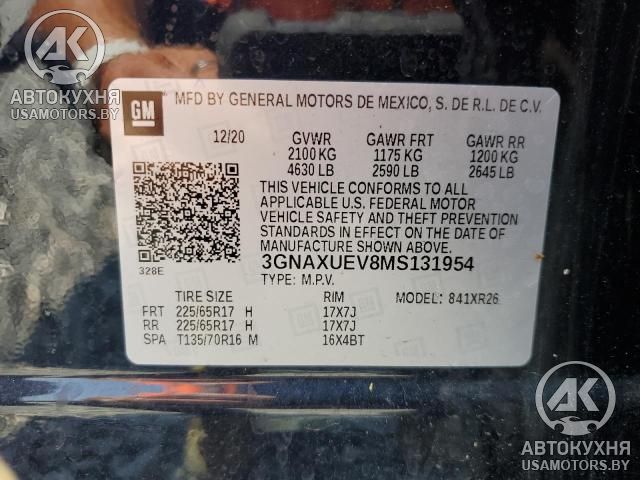 AK
АВТОКУХНЯ
USAMOTORS.BY
GM
MFD BY GENERAL MOTORS DE MEXICO, S. DE R.L. DE C.V.
12/20 GVWR GAWR FRT GAWR RR
2100 KG 1175 KG 1200 KG
4630 LB 2590 LB 2645 LB
THIS VEHICLE CONFORMS TO ALL
APPLICABLE U.S. FEDERAL MOTOR
VEHICLE SAFETY AND THEFT PREVENTION
STANDARDS IN EFFECT ON THE DATE
OF MANUFACTURE SHOWN ABOVE.
328E
3GNAXUEV8MS131954
TYPE: M.P.V.
TIRE SIZE RIM MODEL: 841XR26
FRT 225/65R17 H 17X7J
RR 225/65R17 H 17X7J
SPA T135/70R16 M 16X4BT
AK
АВТОКУХНЯ
USAMOTORS.BY